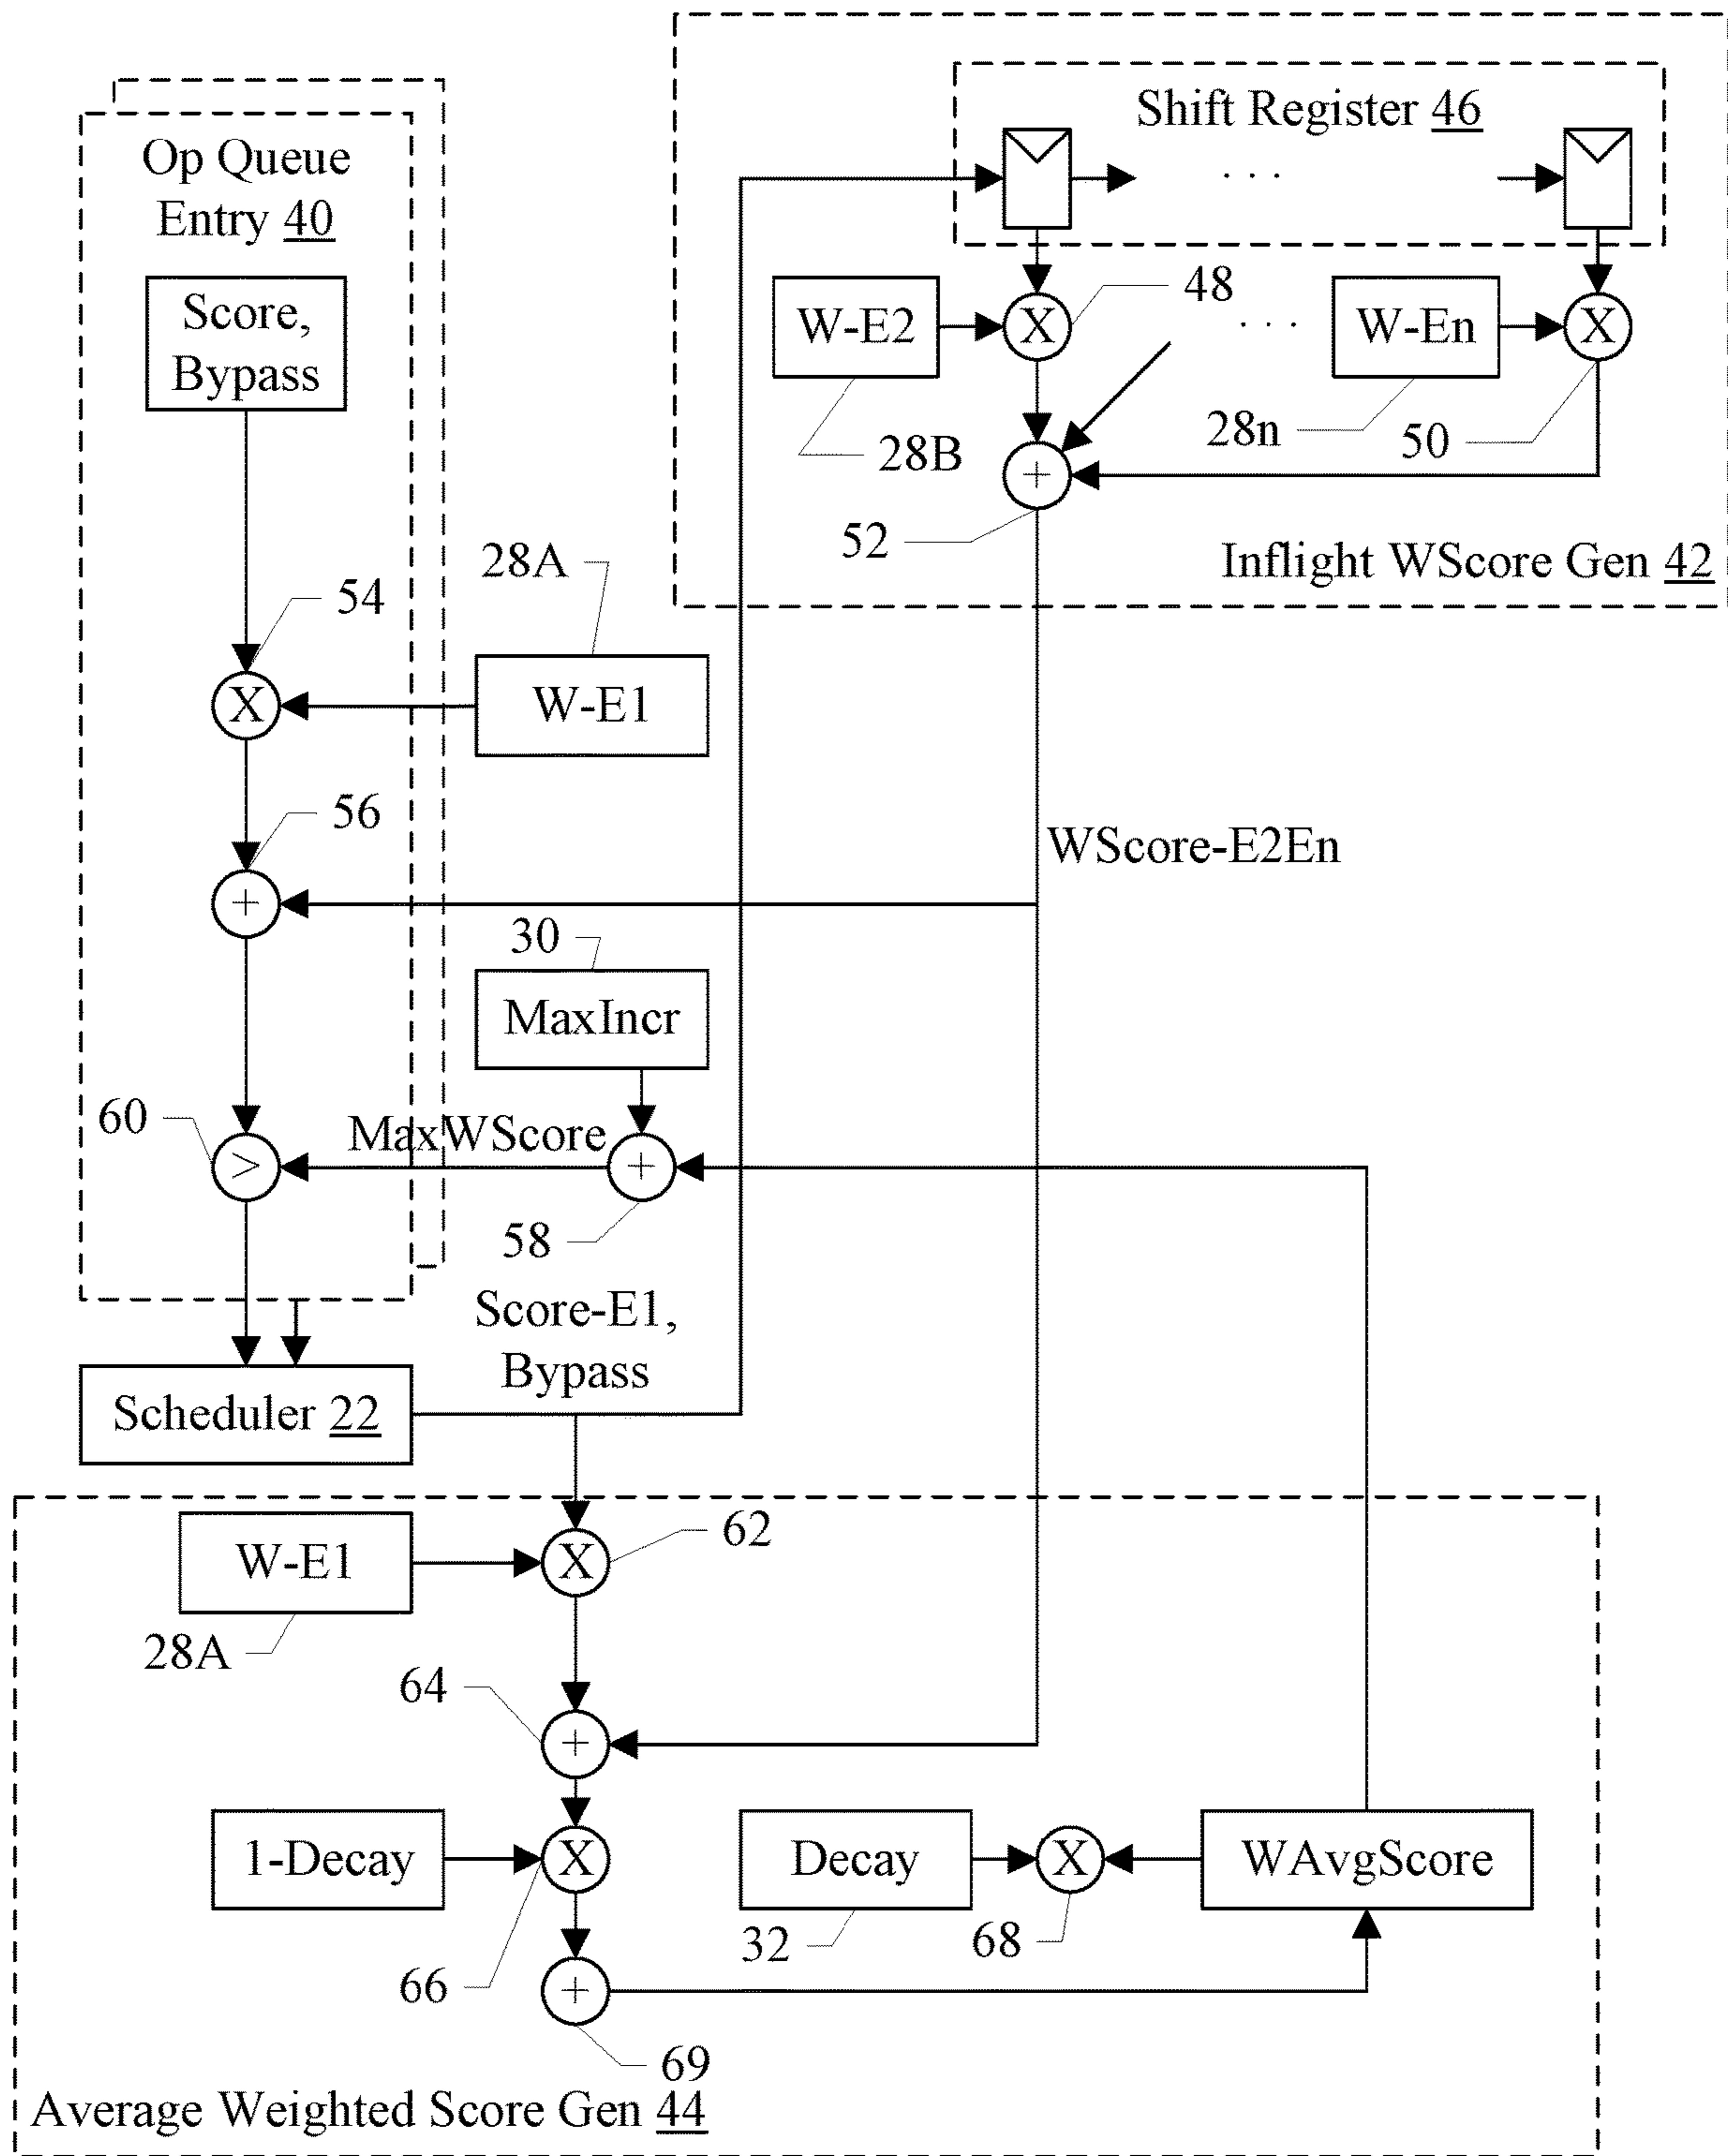 Shift Register 46
. . .
Op Queue
Entry 40
Score,
Bypass
W-E2
X
48
. . .
W-En
X
28B
28n
50
+
52
Inflight WScore Gen 42
28A
54
X
W-E1
56
+
WScore-E2En
30
MaxIncr
60
>
MaxWScore
+
58
Score-E1,
Bypass
Scheduler 22
W-E1
X
62
28A
64
+
1-Decay
X
Decay
X
WAvgScore
66
32
68
+
69
Average Weighted Score Gen 44